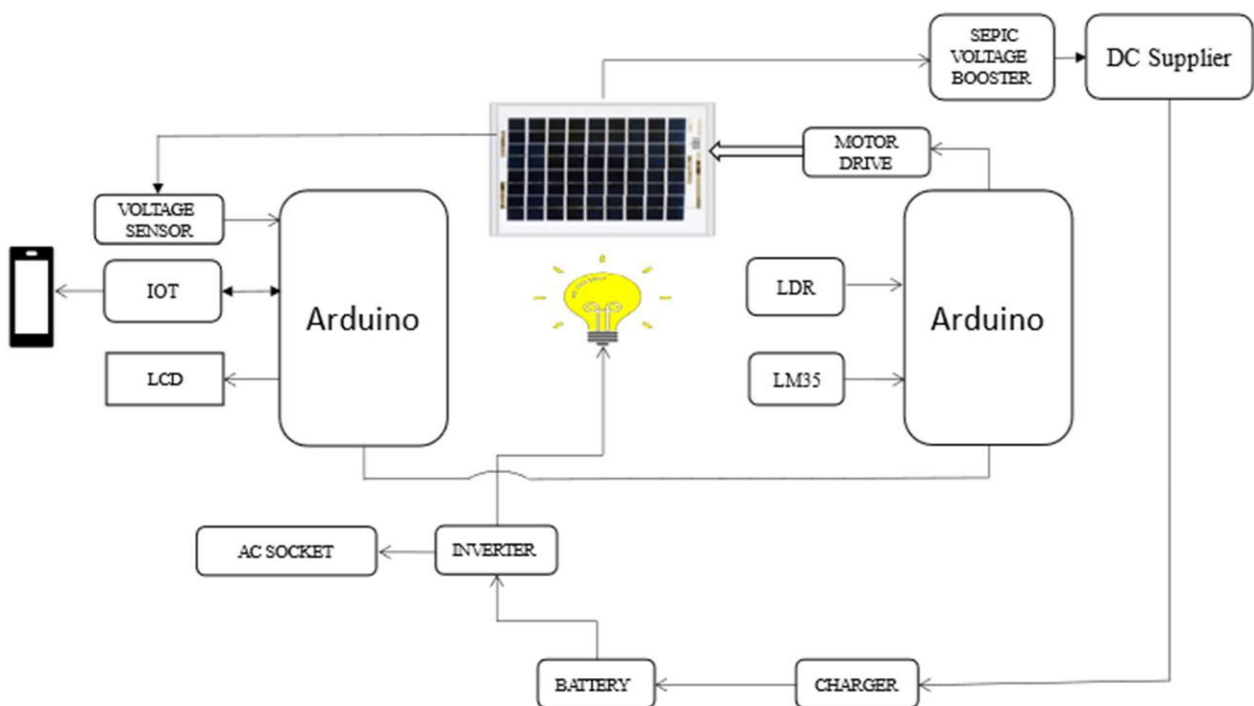 SEPIC
VOLTAGE
BOOSTER
DC Supplier
MOTOR
DRIVE
VOLTAGE
SENSOR
IOT
LCD
Arduino
LDR
LM35
Arduino
AC SOCKET
INVERTER
BATTERY
CHARGER